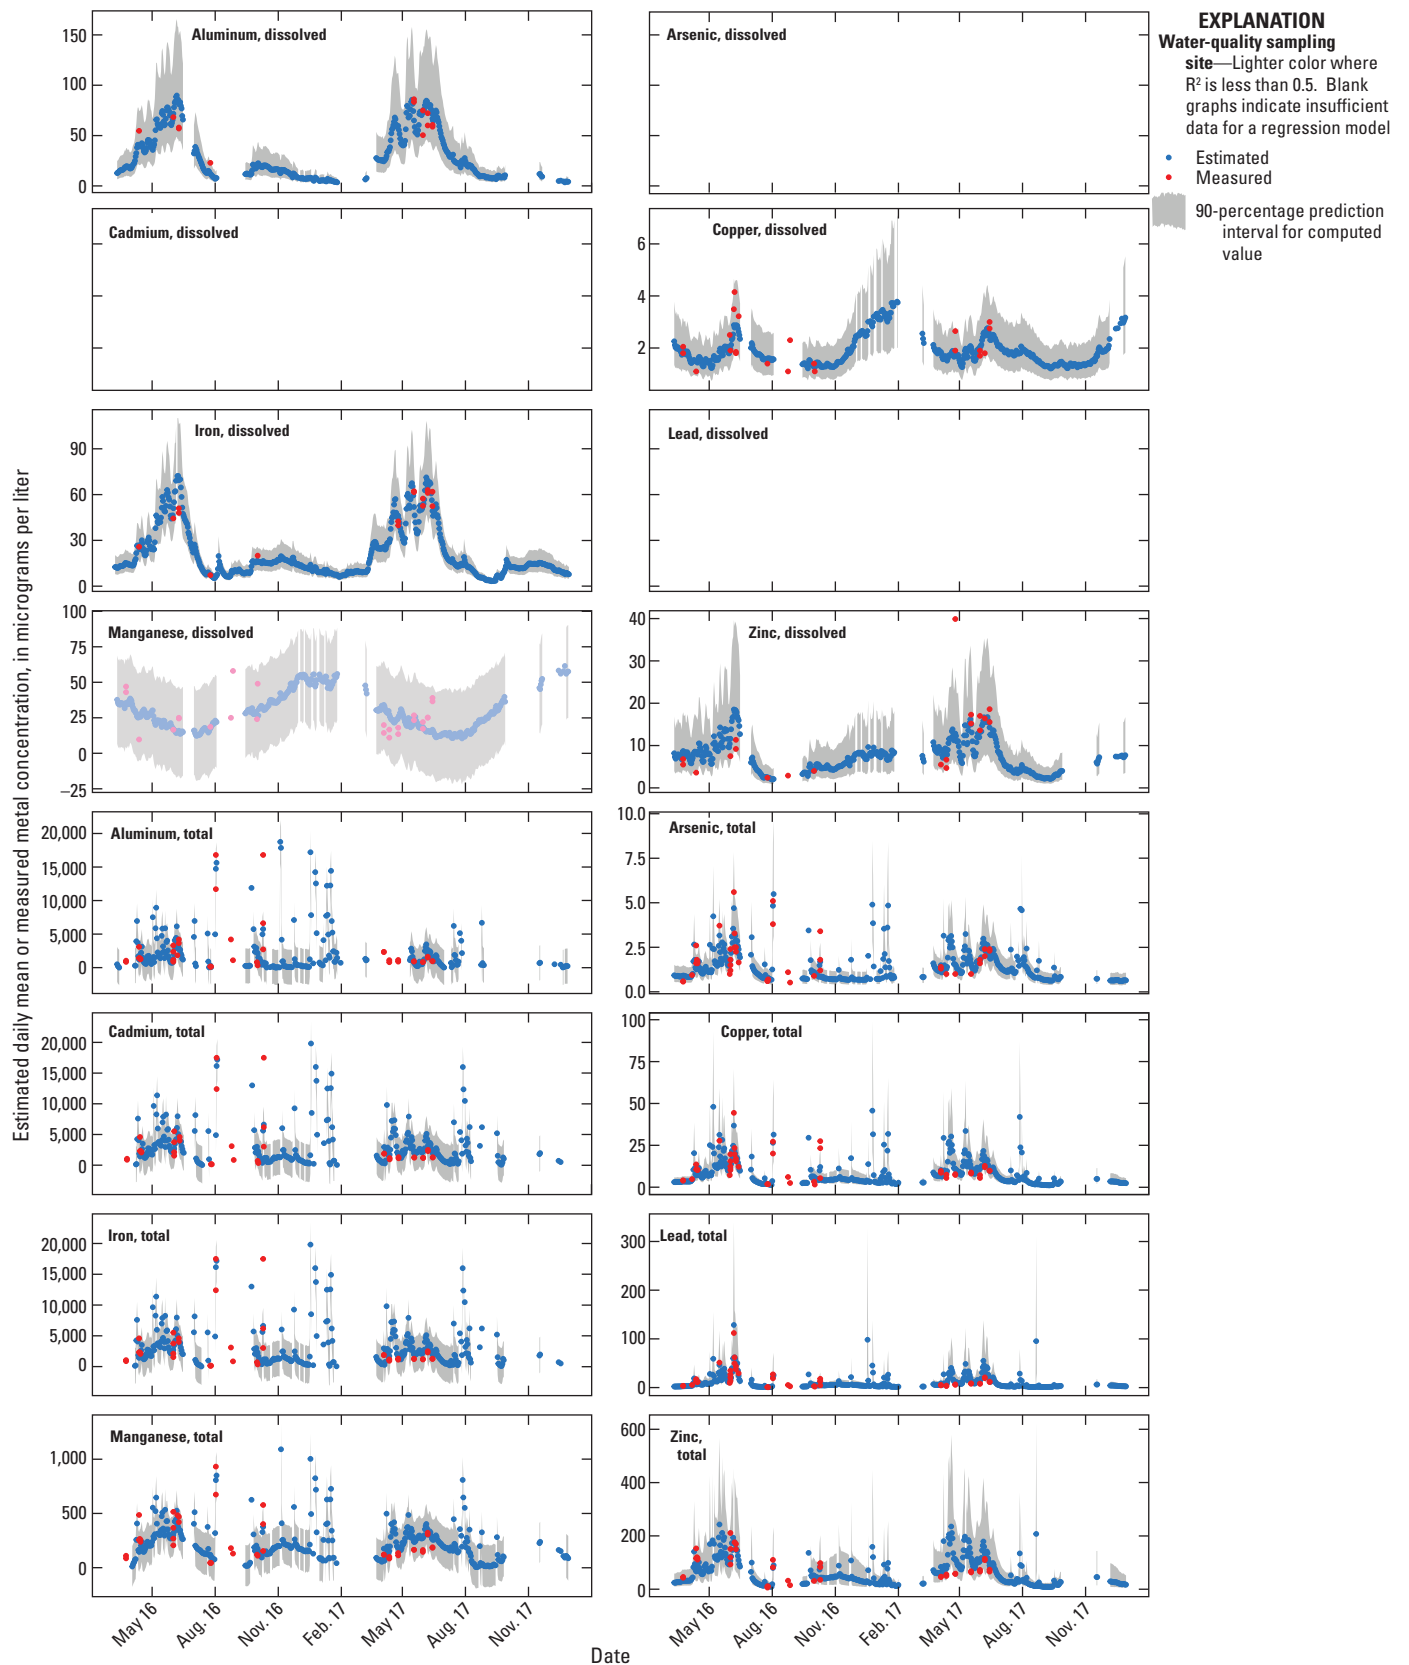 EXPLANATION
Water-quality sampling
site—Lighter color where
R² is less than 0.5. Blank
graphs indicate insufficient
data for a regression model
Estimated
Measured
90-percentage prediction
interval for computed
value
Estimated daily mean or measured metal concentration, in micrograms per liter
Aluminum, dissolved
150
100
50
0
Arsenic, dissolved
Cadmium, dissolved
Copper, dissolved
6
4
2
Iron, dissolved
90
60
30
0
Lead, dissolved
Manganese, dissolved
100
75
50
25
0
–25
Zinc, dissolved
40
30
20
10
0
Aluminum, total
20,000
15,000
10,000
5,000
0
Arsenic, total
10.0
7.5
5.0
2.5
0.0
Cadmium, total
20,000
15,000
10,000
5,000
0
Copper, total
100
75
50
25
0
Iron, total
20,000
15,000
10,000
5,000
0
Lead, total
300
200
100
0
Manganese, total
1,000
500
0
Zinc,
total
600
400
200
0
May 16
Aug. 16
Nov. 16
Feb. 17
May 17
Aug. 17
Nov. 17
May 16
Aug. 16
Nov. 16
Feb. 17
May 17
Aug. 17
Nov. 17
Date